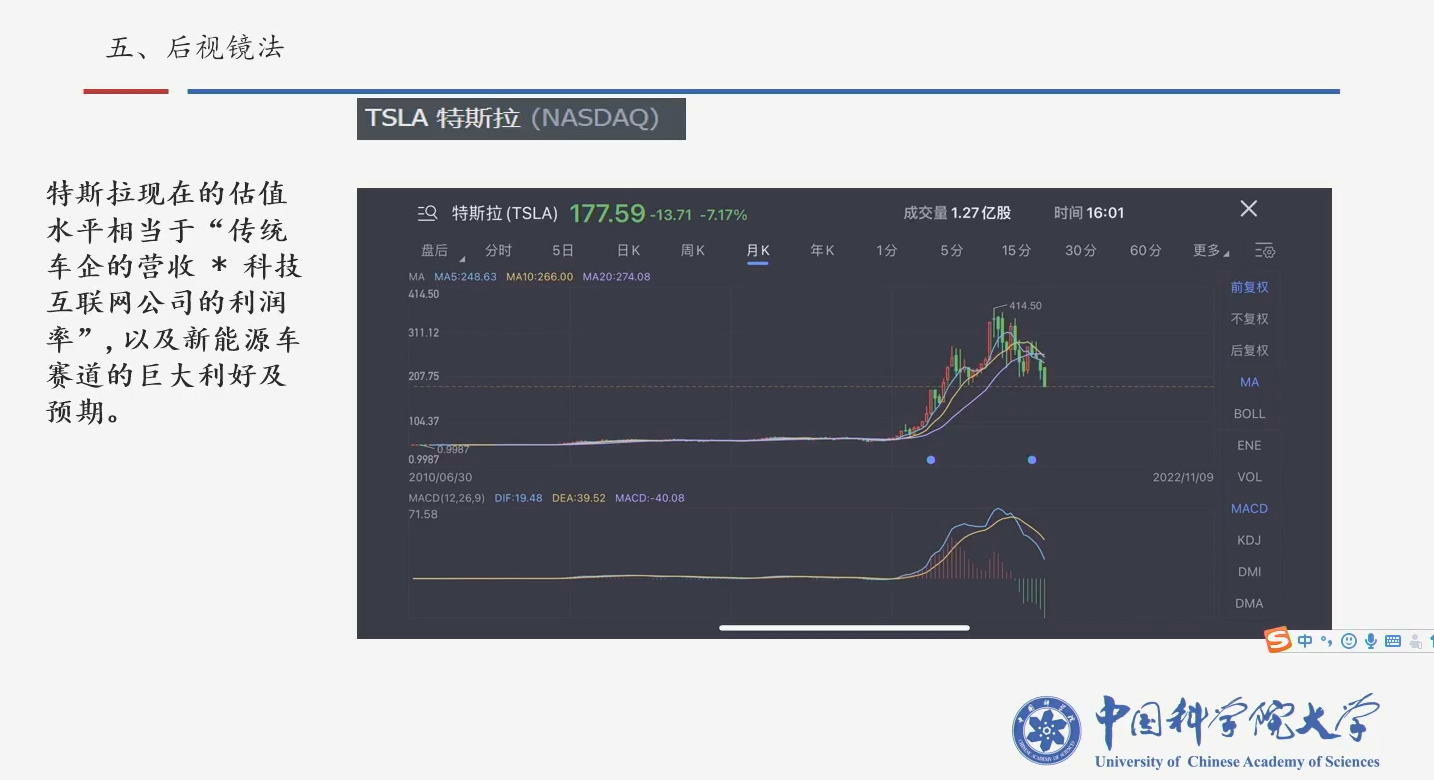 五、后视镜法
TSLA 特斯拉 (NASDAQ)
特斯拉现在的估值
水平相当于“传统
车企的营收 * 科技
互联网公司的利润
率”,以及新能源车
赛道的巨大利好及
预期。
特斯拉(TSLA) 177.59 -13.71 -7.17% 成交量 1.27亿股 时间 16:01
盘后 分时 5日 日K 周K 月K 年K 1分 5分 15分 30分 60分 更多
MA MA5:248.63 MA10:266.00 MA20:274.08
414.50
414.50
311.12
207.75
104.37
0.9987
0.9987
2010/06/30 2022/11/09
MACD(12,26,9) DIF:19.48 DEA:39.52 MACD:-40.08
71.58
前复权
不复权
后复权
MA
BOLL
ENE
VOL
MACD
KDJ
DMI
DMA
S 中
中国科学院大学
University of Chinese Academy of Sciences